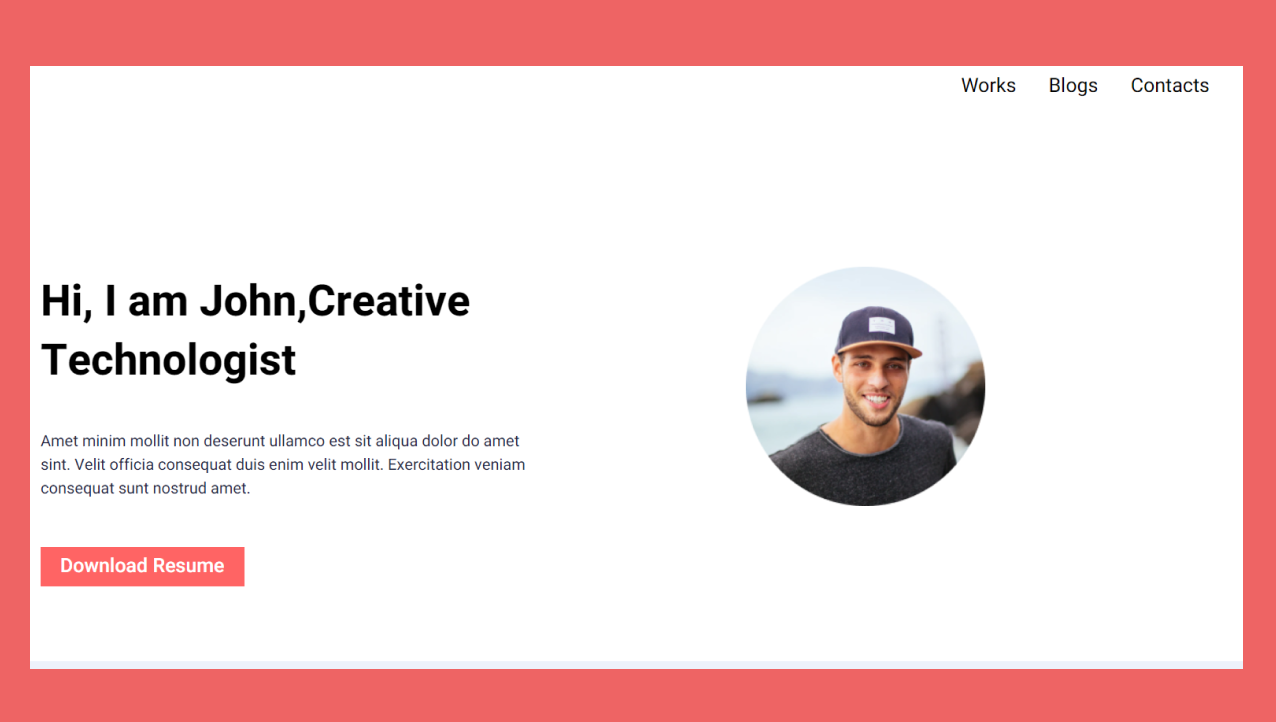 Works Blogs Contacts
Hi, I am John,Creative
Technologist
Amet minim mollit non deserunt ullamco est sit aliqua dolor do amet
sint. Velit officia consequat duis enim velit mollit. Exercitation veniam
consequat sunt nostrud amet.
Download Resume